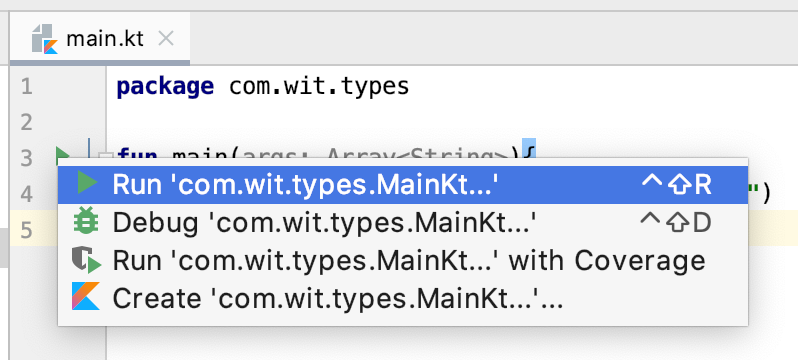 main.kt
1 package com.wit.types
2
3 fun main(args: Array<String>){
Run 'com.wit.types.MainKt...' ^⇧R
4 ")
Debug 'com.wit.types.MainKt...' ^⇧D
5
Run 'com.wit.types.MainKt...' with Coverage
Create 'com.wit.types.MainKt...'...